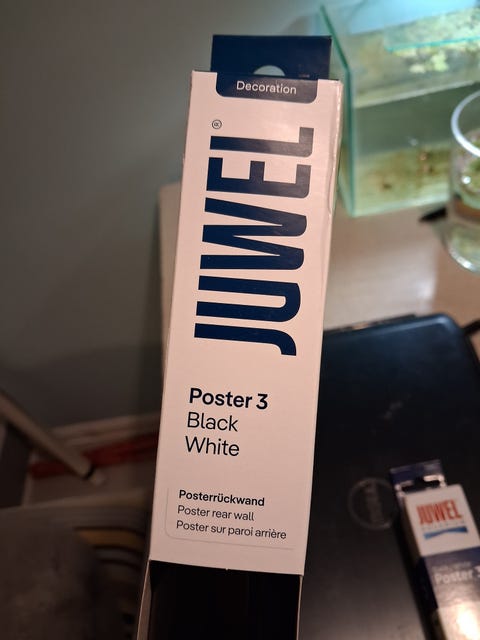 Decoration
JUWEL®
Poster 3
Black
White
Posterrückwand
Poster rear wall
Poster sur paroi arrière
JUWEL
Poster 3